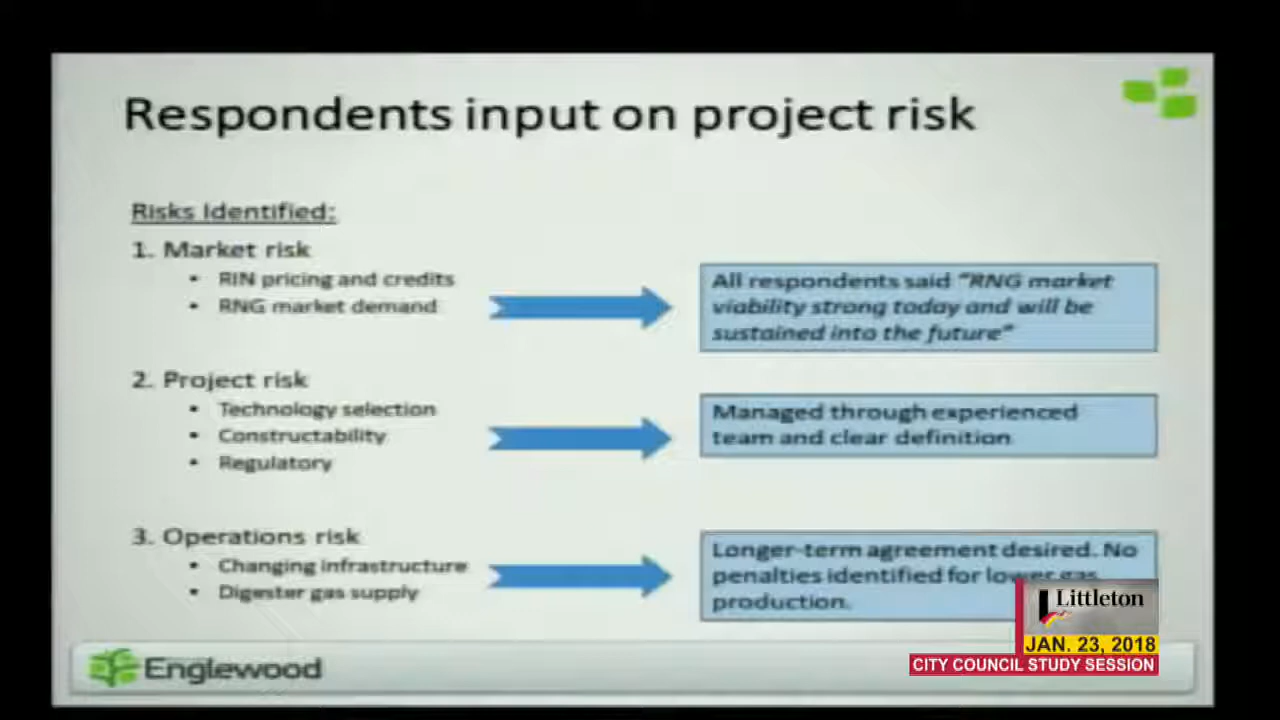 Respondents input on project risk
Risks Identified:
1. Market risk
• RIN pricing and credits
• RNG market demand
All respondents said “RNG market
viability strong today and will be
sustained into the future”
2. Project risk
• Technology selection
• Constructability
• Regulatory
Managed through experienced
team and clear definition
3. Operations risk
• Changing infrastructure
• Digester gas supply
Longer-term agreement desired. No
penalties identified for lower gas
production.
Littleton
JAN. 23, 2018
CITY COUNCIL STUDY SESSION
Englewood